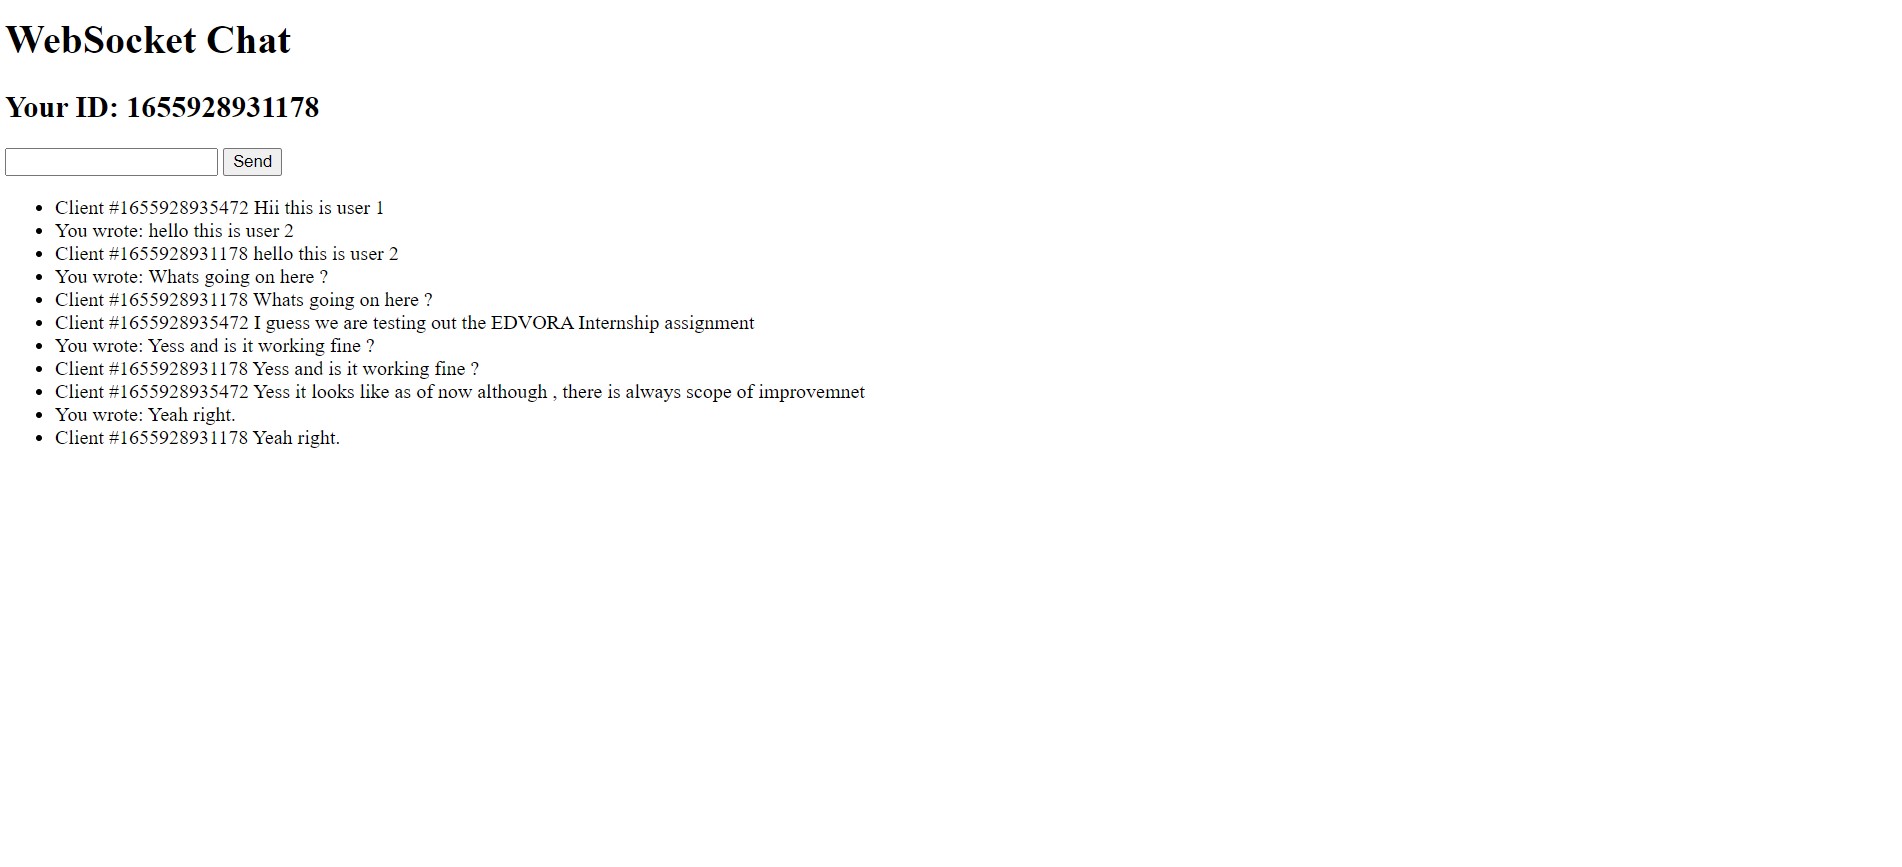 WebSocket Chat
Your ID: 1655928931178
Send
Client #1655928935472 Hii this is user 1
You wrote: hello this is user 2
Client #1655928931178 hello this is user 2
You wrote: Whats going on here ?
Client #1655928931178 Whats going on here ?
Client #1655928935472 I guess we are testing out the EDVORA Internship assignment
You wrote: Yess and is it working fine ?
Client #1655928931178 Yess and is it working fine ?
Client #1655928935472 Yess it looks like as of now although , there is always scope of improvemnet
You wrote: Yeah right.
Client #1655928931178 Yeah right.